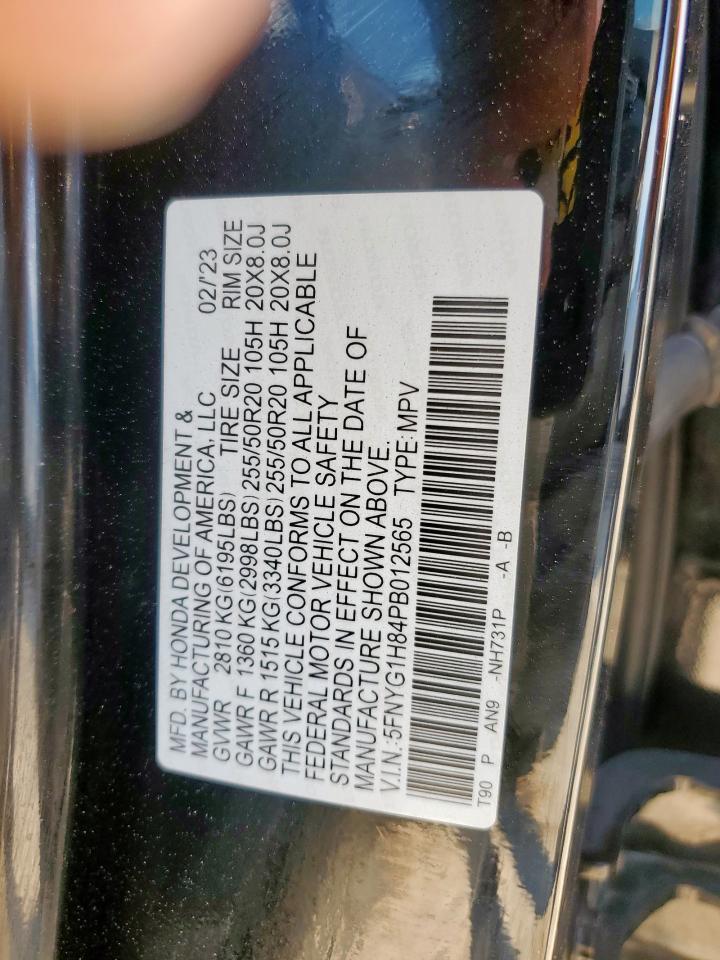 MFD. BY HONDA DEVELOPMENT &
MANUFACTURING OF AMERICA, LLC 02/'23
GVWR 2810 KG(6195LBS) TIRE SIZE RIM SIZE
GAWR F 1360 KG(2998LBS) 255/50R20 105H 20X8.0J
GAWR R 1515 KG(3340LBS) 255/50R20 105H 20X8.0J
THIS VEHICLE CONFORMS TO ALL APPLICABLE
FEDERAL MOTOR VEHICLE SAFETY
STANDARDS IN EFFECT ON THE DATE OF
MANUFACTURE SHOWN ABOVE.
V.I.N.:5FNYG1H84PB012565 TYPE:MPV
T90 P AN9 -NH731P -A -B